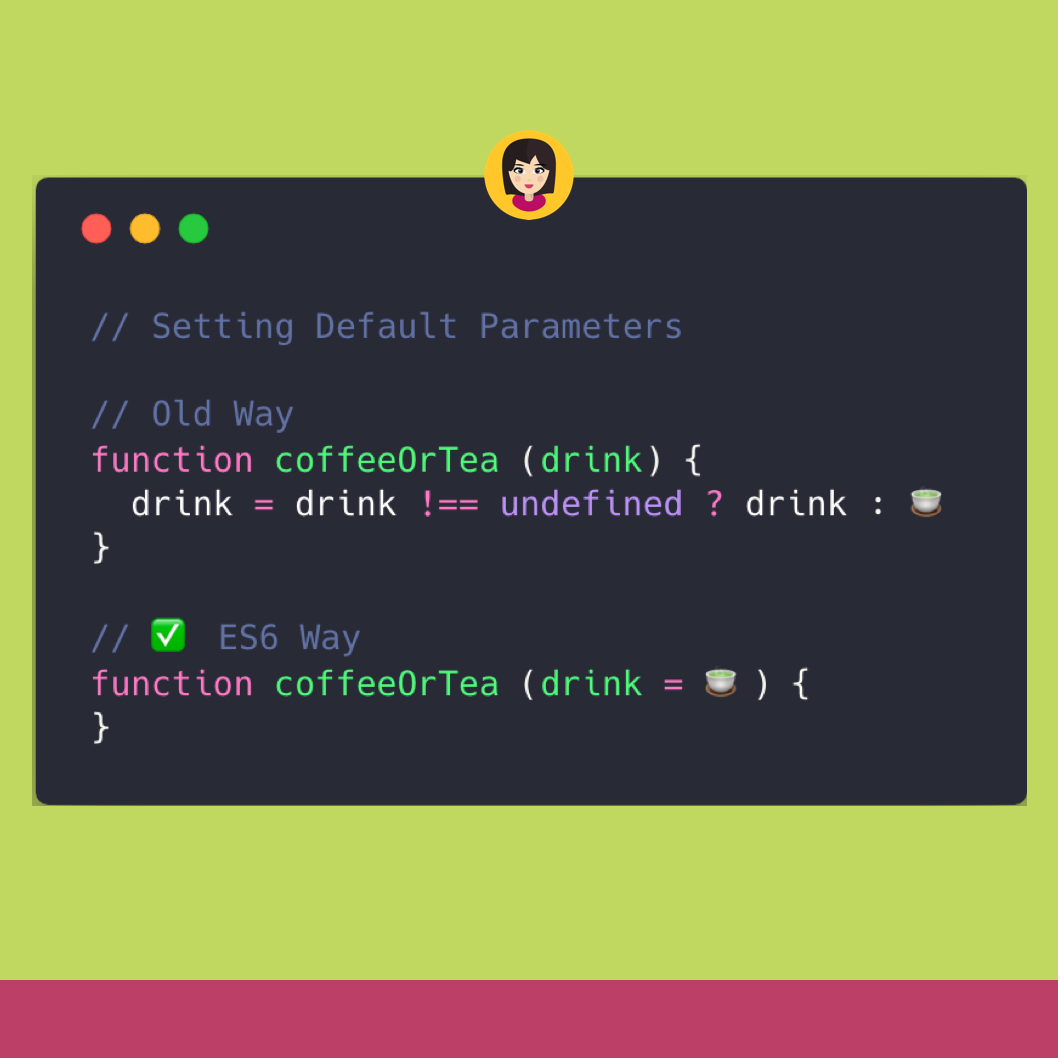 // Setting Default Parameters
// Old Way
function coffeeOrTea (drink) {
  drink = drink !== undefined ? drink : 🍵
}
// ✅ ES6 Way
function coffeeOrTea (drink = 🍵 ) {
}